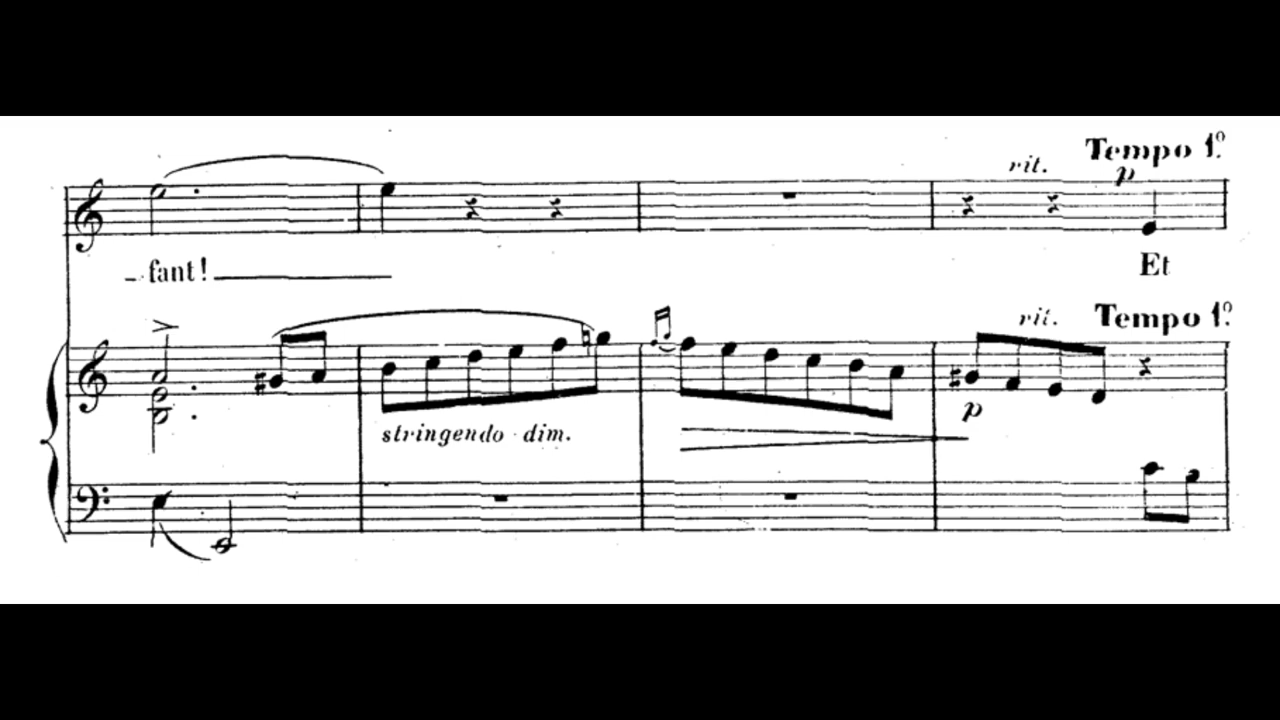 Tempo 1º.
rit.
p
- fant!
Et
rit. Tempo 1º.
p
stringendo dim.